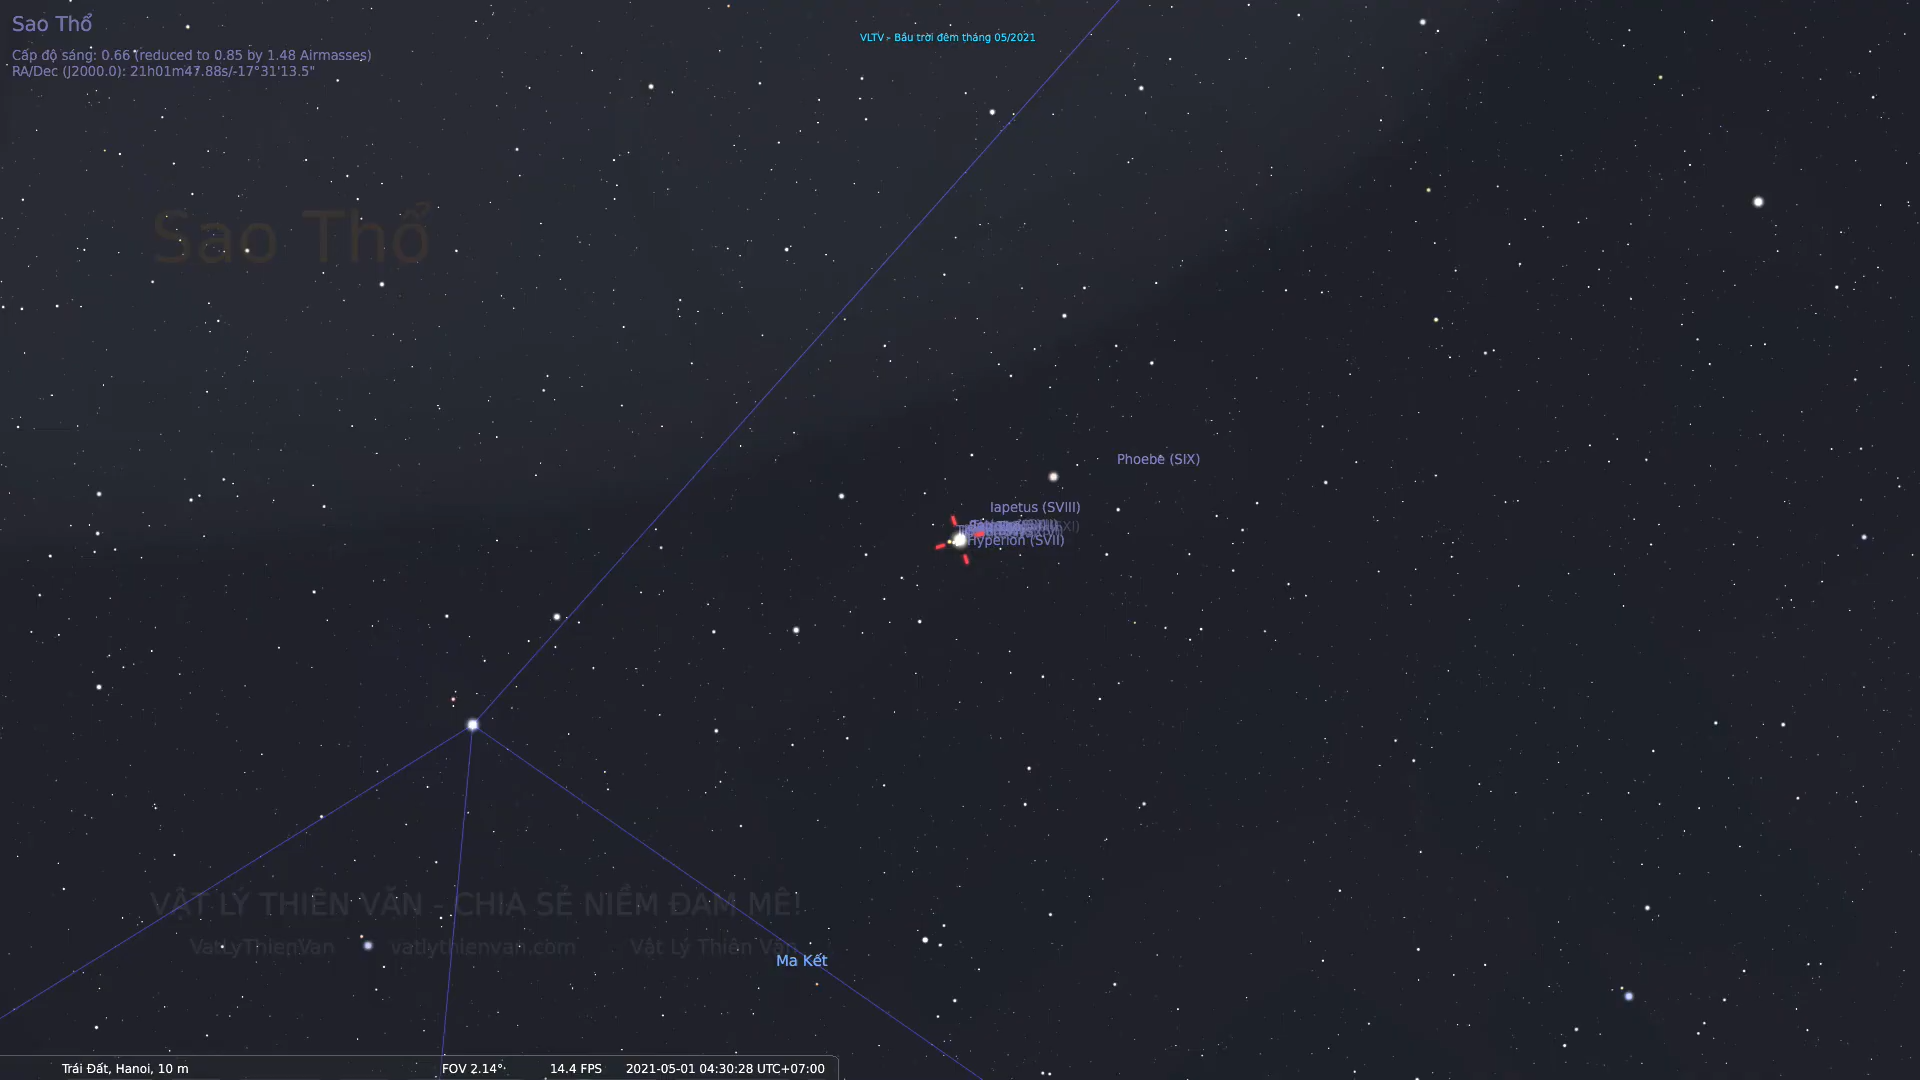 Sao Thổ
Cấp độ sáng: 0.66 (reduced to 0.85 by 1.48 Airmasses)
RA/Dec (J2000.0): 21h01m47.88s/-17°31'13.5"
VLTV - Bầu trời đêm tháng 05/2021
Sao Thổ
Phoebe (SIX)
Iapetus (SVIII)
Hyperion (SVII)
VẬT LÝ THIÊN VĂN - CHIA SẺ NIỀM ĐAM MÊ!
VatLyThienVan vatlythienvan.com Vật Lý Thiên Văn
Ma Kết
Trái Đất, Hanoi, 10 m FOV 2.14° 14.4 FPS 2021-05-01 04:30:28 UTC+07:00